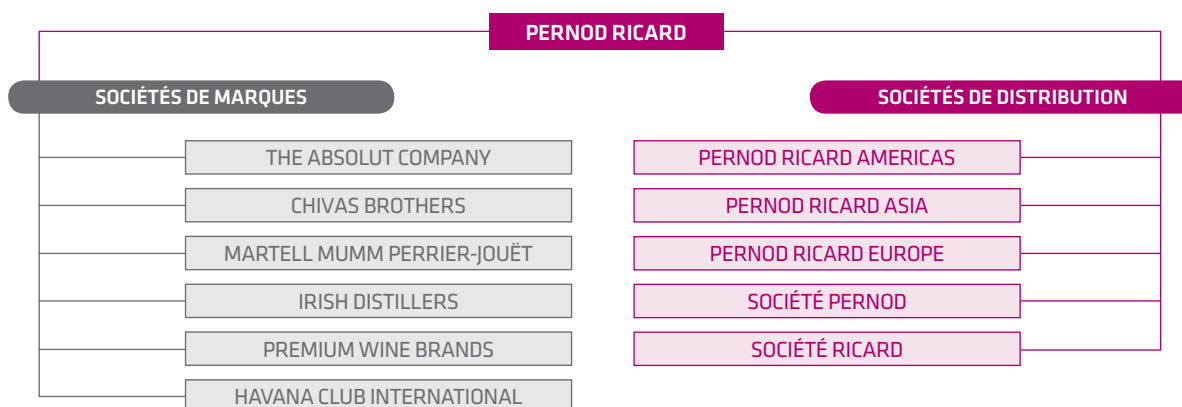 PERNOD RICARD
SOCIÉTÉS DE MARQUES
THE ABSOLUT COMPANY
CHIVAS BROTHERS
MARTELL MUMM PERRIER-JOUËT
IRISH DISTILLERS
PREMIUM WINE BRANDS
HAVANA CLUB INTERNATIONAL
SOCIÉTÉS DE DISTRIBUTION
PERNOD RICARD AMERICAS
PERNOD RICARD ASIA
PERNOD RICARD EUROPE
SOCIÉTÉ PERNOD
SOCIÉTÉ RICARD